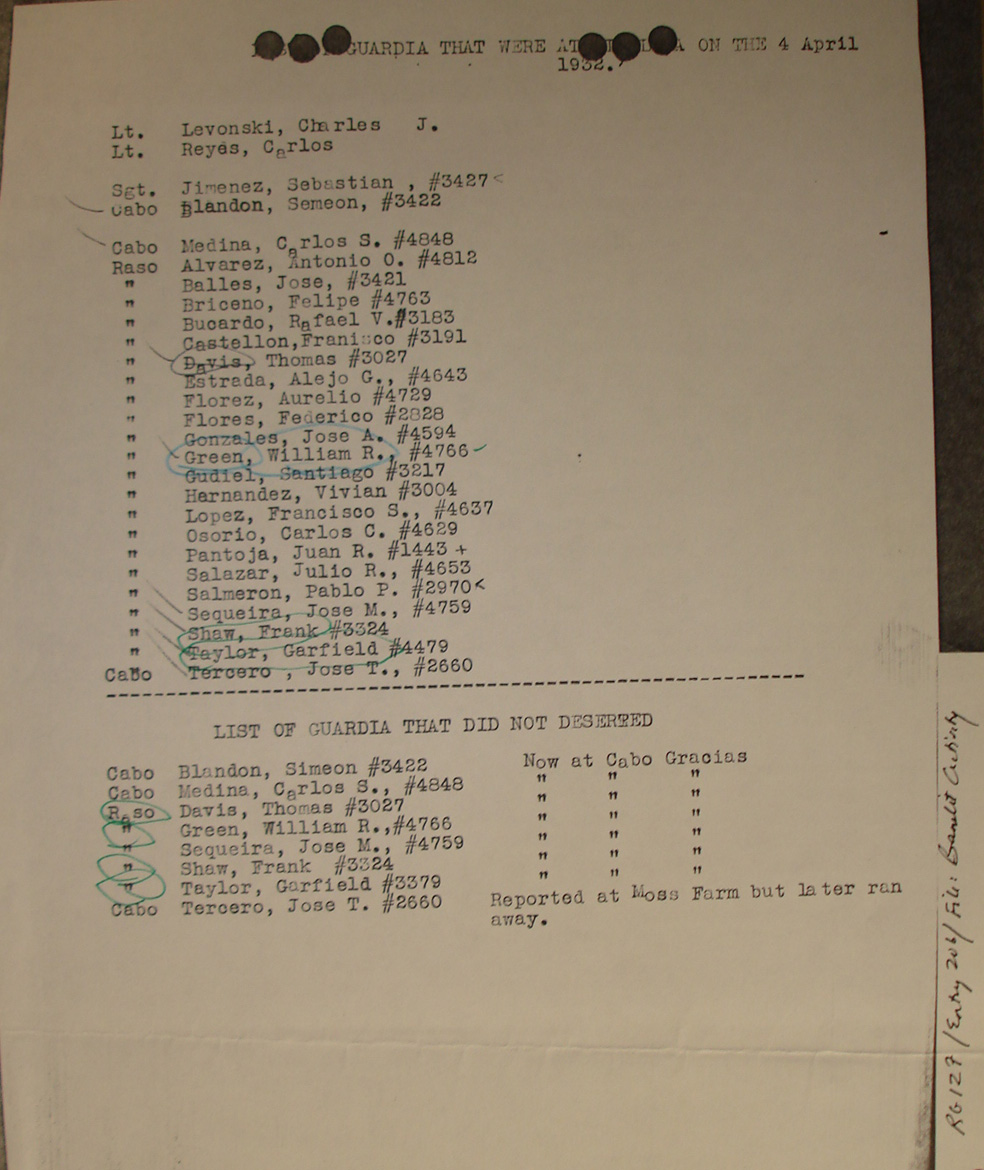 GUARDIA THAT WERE AT ON THE 4 April
1932.
Lt. Levonski, Charles J.
Lt. Reyes, Carlos
Sgt. Jimenez, Sebastian , #3427
Cabo Blandon, Semeon, #3422
Cabo Medina, Carlos S. #4848
Raso Alvarez, Antonio O. #4812
" Balles, Jose, #3421
" Briceno, Felipe #4763
" Bucardo, Rafael V.#3183
" Castellon,Franisco #3191
" Davis, Thomas #3027
" Estrada, Alejo G., #4643
" Florez, Aurelio #4729
" Flores, Federico #2828
" Gonzales, Jose A. #4594
" Green, William R., #4766
" Gudiel, Santiago #3217
" Hernandez, Vivian #3004
" Lopez, Francisco S., #4637
" Osorio, Carlos C. #4629
" Pantoja, Juan R. #1443 +
" Salazar, Julio R., #4653
" Salmeron, Pablo P. #2970
" Sequeira, Jose M., #4759
" Shaw, Frank #3324
" Taylor, Garfield #4479
Cabo Tercero , Jose T., #2660
LIST OF GUARDIA THAT DID NOT DESERTED
Cabo Blandon, Simeon #3422 Now at Cabo Gracias
Cabo Medina, Carlos S., #4848 " " "
Raso Davis, Thomas #3027 " " "
" Green, William R.,#4766 " " "
" Sequeira, Jose M., #4759 " " "
" Shaw, Frank #3324 " " "
" Taylor, Garfield #3379 " " "
Cabo Tercero, Jose T. #2660 Reported at Moss Farm but later ran
away.
RG127/Entry 206/File: Bandit Activity